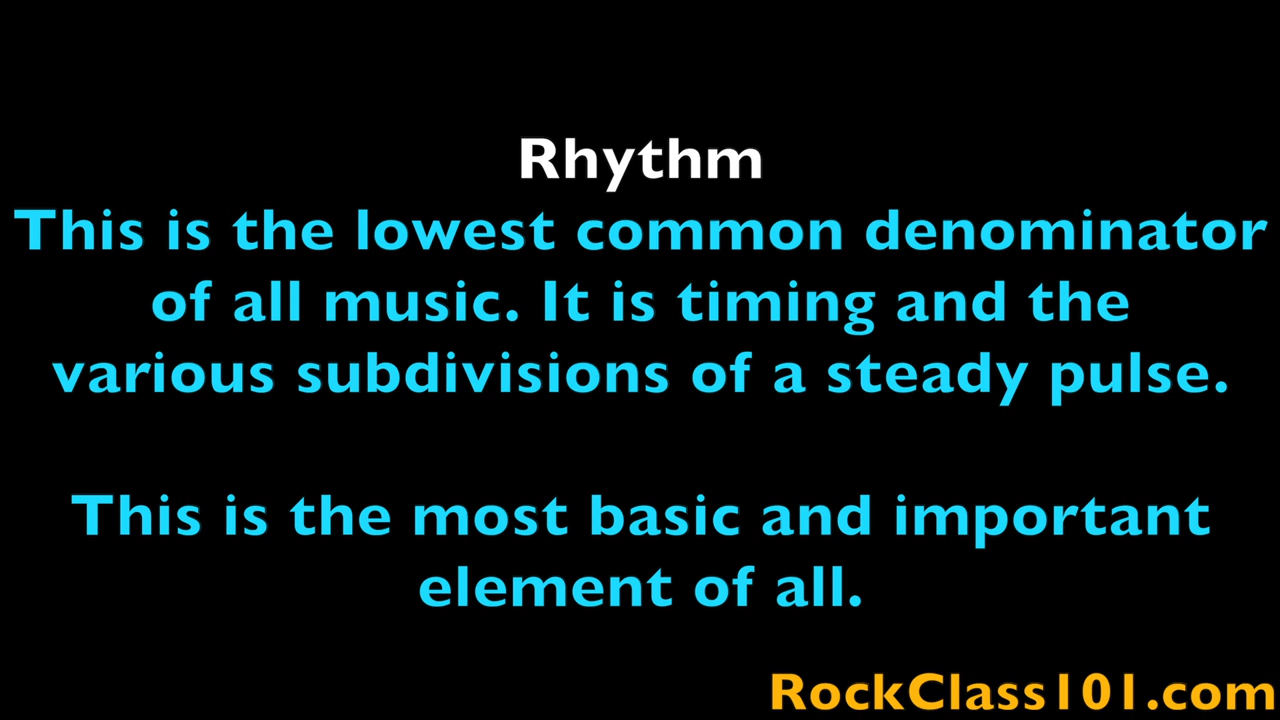 Rhythm
This is the lowest common denominator
of all music. It is timing and the
various subdivisions of a steady pulse.
This is the most basic and important
element of all.
RockClass101.com